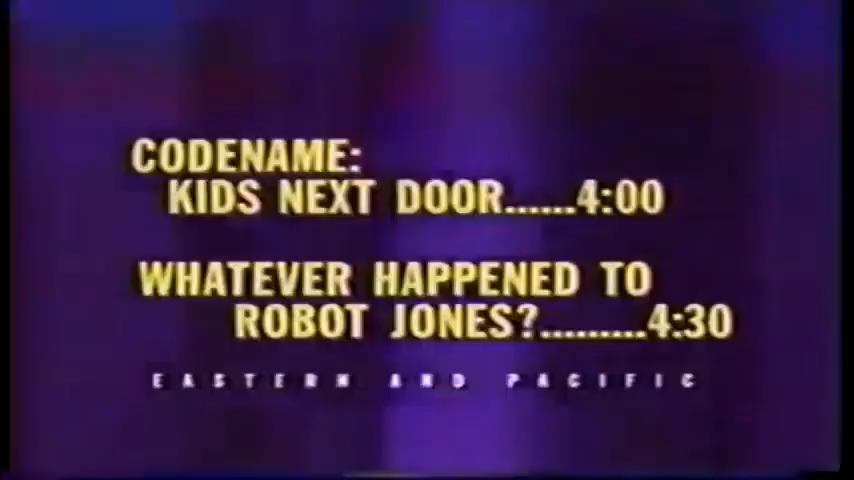 CODENAME:
KIDS NEXT DOOR......4:00
WHATEVER HAPPENED TO
ROBOT JONES?.........4:30
EASTERN AND PACIFIC